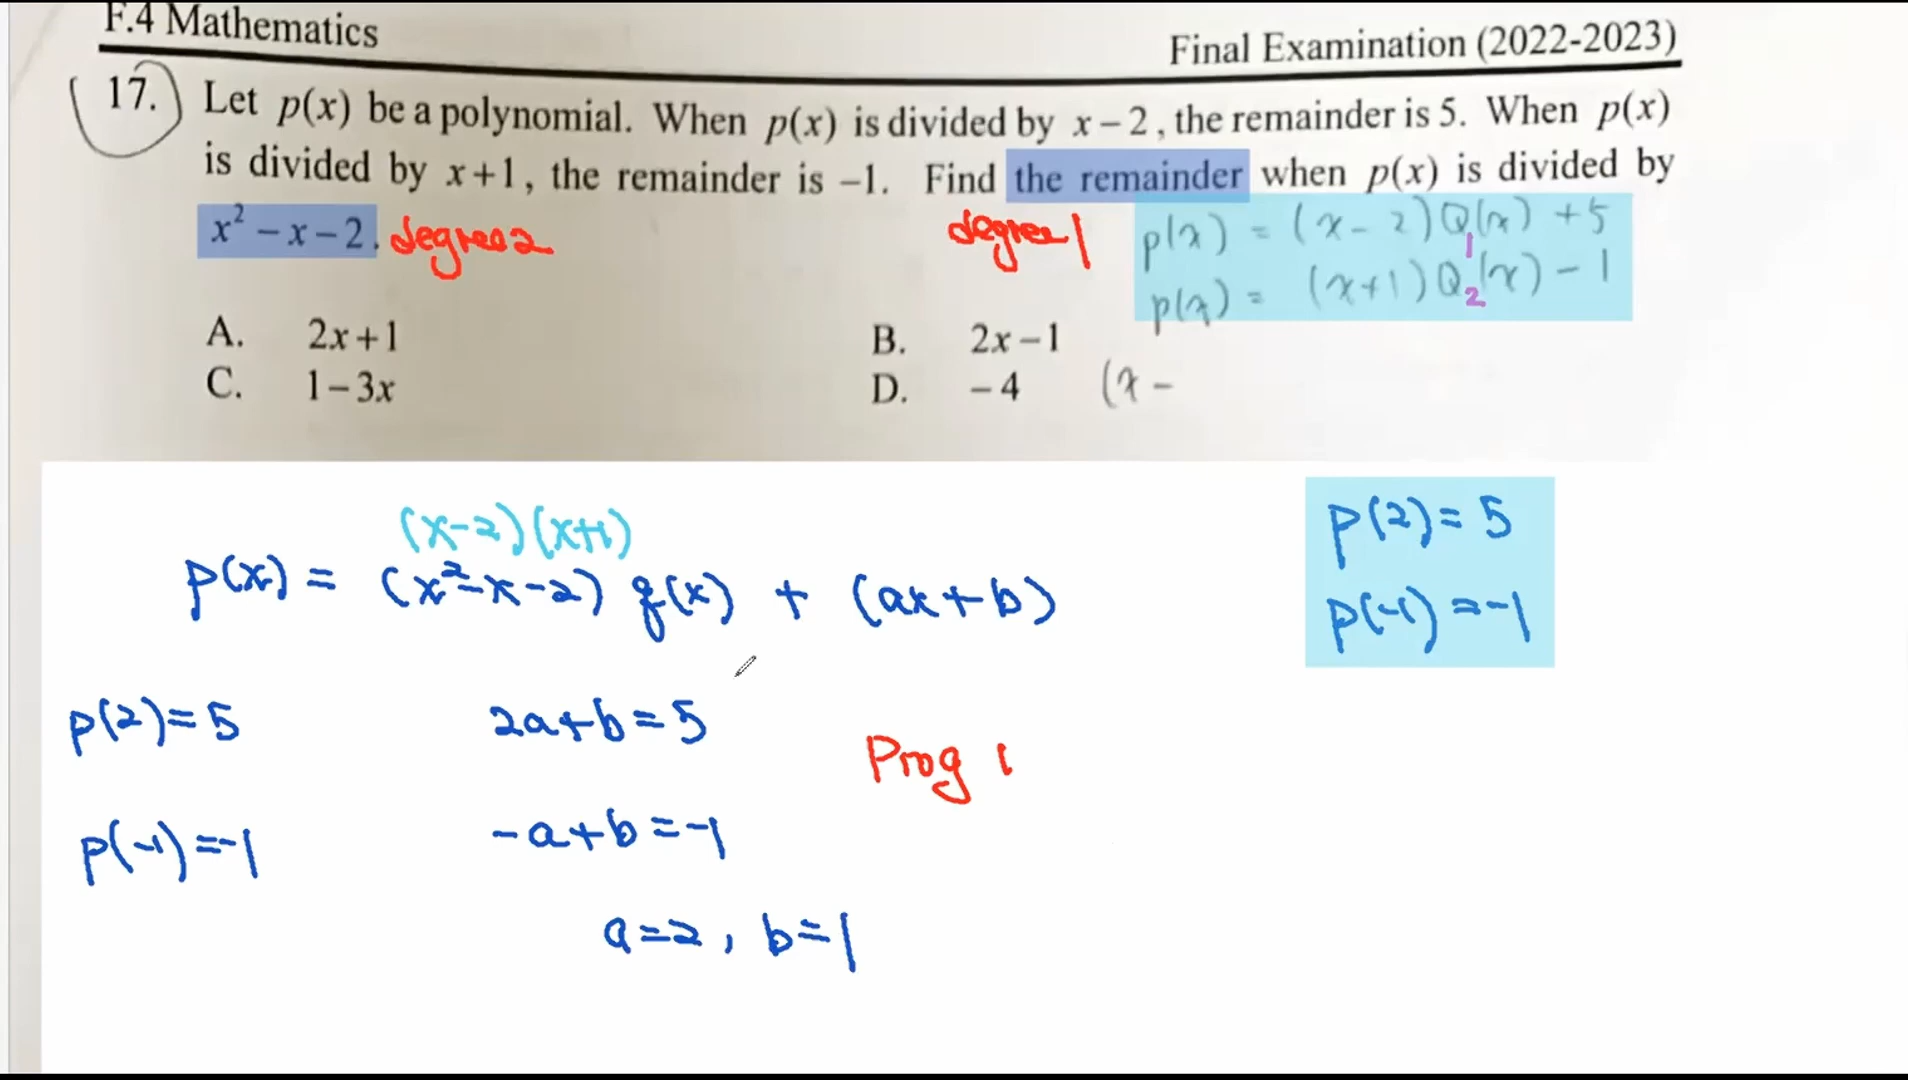 F.4 Mathematics
Final Examination (2022-2023)
17. Let p(x) be a polynomial. When p(x) is divided by x – 2, the remainder is 5. When p(x)
is divided by x+1, the remainder is –1. Find the remainder when p(x) is divided by
x² – x – 2. degree 2
degree 1
p(x) = (x – 2)Q₁(x) + 5
p(x) = (x+1)Q₂(x) – 1
A. 2x+1
B. 2x – 1
C. 1 – 3x
D. – 4
(x –
(x-2)(x+1)
p(x) = (x²-x-2) q(x) + (ax+b)
p(2) = 5
p(-1) = -1
p(2) = 5
2a+b = 5
Prog 1
p(-1) = -1
-a+b = -1
a=2, b=1